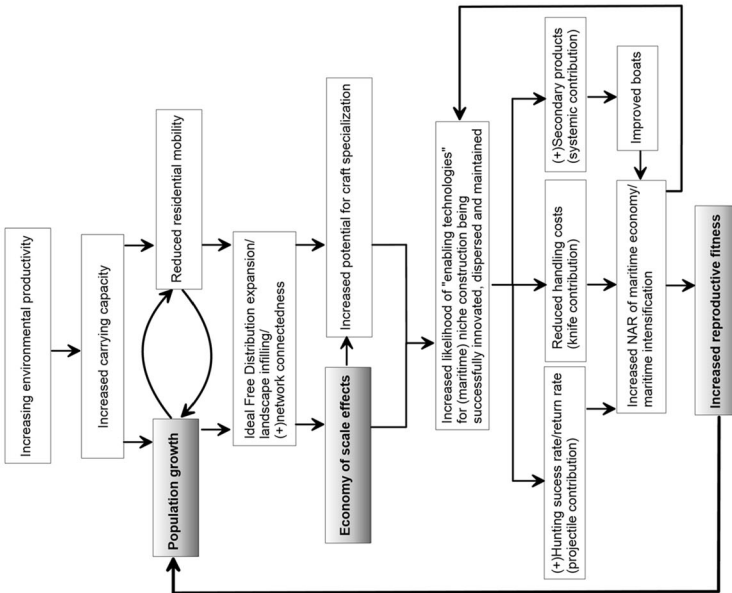 Increasing environmental productivity
Increased carrying capacity
Population growth
Reduced residential mobility
Ideal Free Distribution expansion/
landscape infilling/
(+)network connectedness
Economy of scale effects
Increased potential for craft specialization
Increased likelihood of "enabling technologies"
for (maritime) niche construction being
successfully innovated, dispersed and maintained
(+)Hunting sucess rate/return rate
(projectile contribution)
Reduced handling costs
(knife contribution)
(+)Secondary products
(systemic contribution)
Improved boats
Increased NAR of maritime economy/
maritime intensification
Increased reproductive fitness